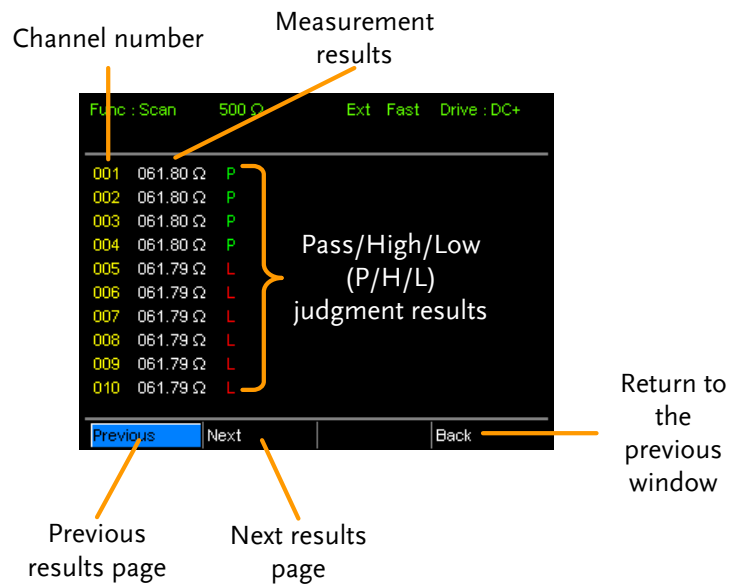 Channel number
Measurement
results
Func : Scan 500 Ω Ext Fast Drive : DC+
001 061.80 Ω P
002 061.80 Ω P
003 061.80 Ω P
004 061.80 Ω P
005 061.79 Ω L
006 061.79 Ω L
007 061.79 Ω L
008 061.79 Ω L
009 061.79 Ω L
010 061.79 Ω L
Pass/High/Low
(P/H/L)
judgment results
Previous Next Back
Return to
the
previous
window
Previous
results page
Next results
page